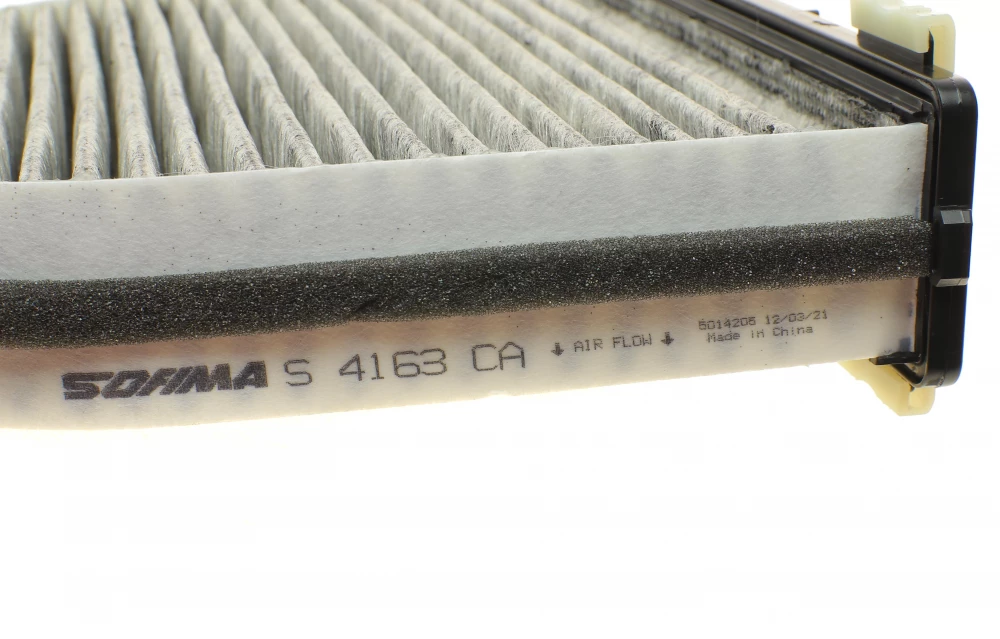 SOFIMA S 4163 CA ↓ AIR FLOW ↓
5014205 12/03/21
Made in China